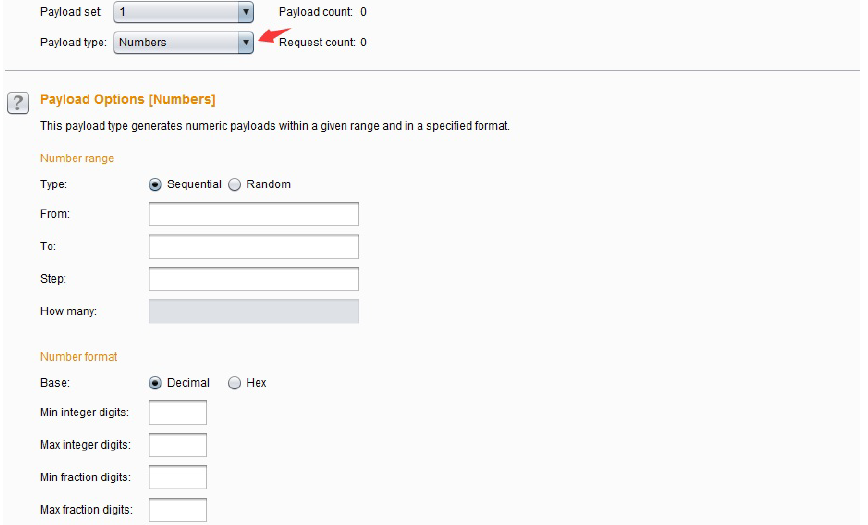 Payload set: 1 Payload count: 0
Payload type: Numbers Request count: 0
? Payload Options [Numbers]
This payload type generates numeric payloads within a given range and in a specified format.
Number range
Type: Sequential Random
From:
To:
Step:
How many:
Number format
Base: Decimal Hex
Min integer digits:
Max integer digits:
Min fraction digits:
Max fraction digits: